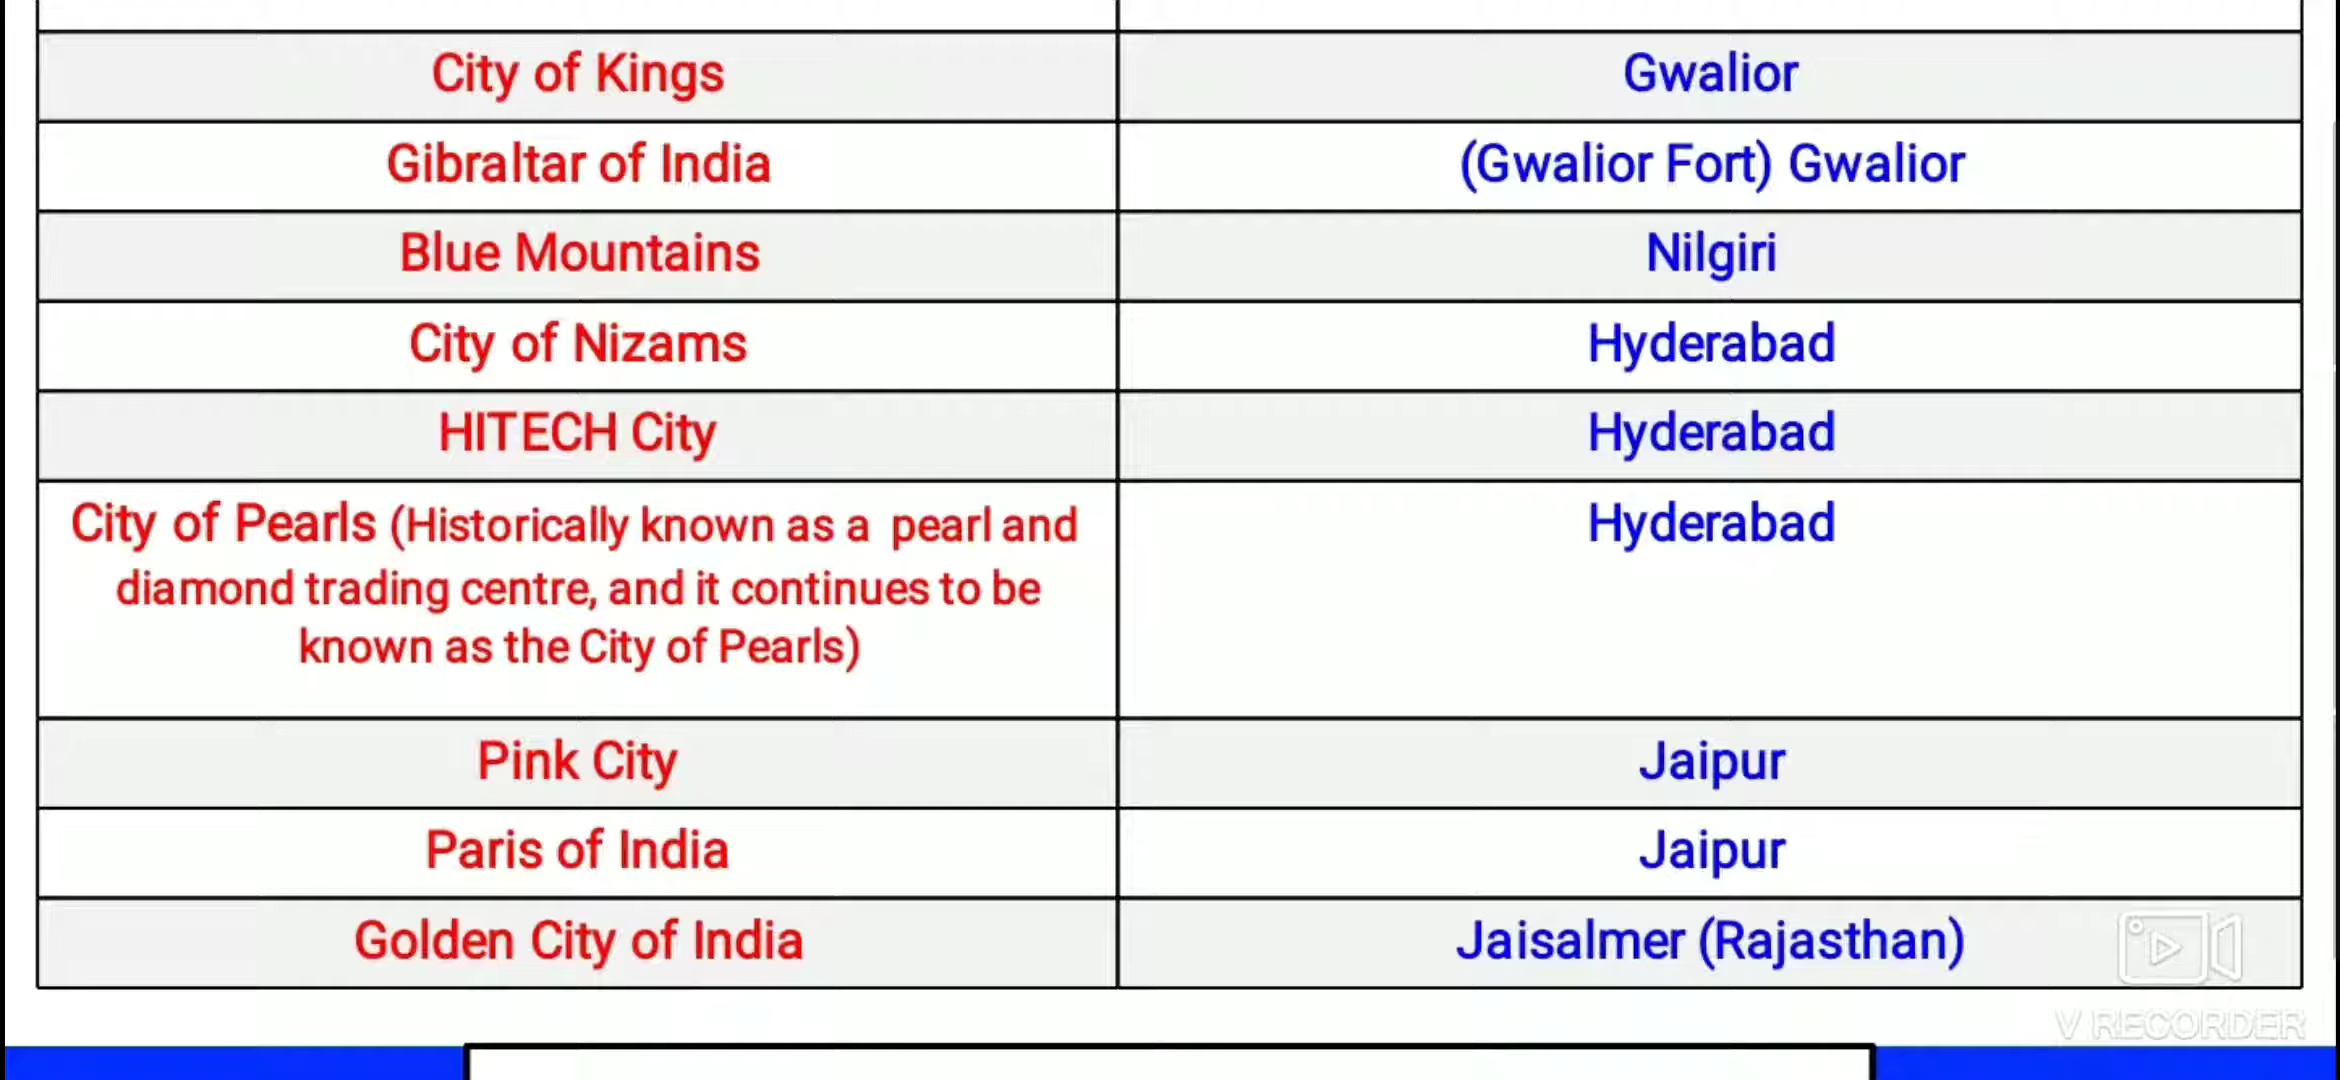 City of Kings
Gwalior
Gibraltar of India
(Gwalior Fort) Gwalior
Blue Mountains
Nilgiri
City of Nizams
Hyderabad
HITECH City
Hyderabad
City of Pearls (Historically known as a pearl and
diamond trading centre, and it continues to be
known as the City of Pearls)
Hyderabad
Pink City
Jaipur
Paris of India
Jaipur
Golden City of India
Jaisalmer (Rajasthan)
V RECORDER